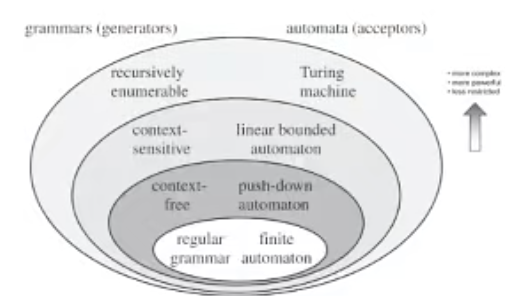 grammars (generators) automata (acceptors)
recursively enumerable
Turing machine
• more complex
• more powerful
• less restricted
context-
sensitive
linear bounded
automaton
context-
free
push-down
automaton
regular
grammar
finite
automaton